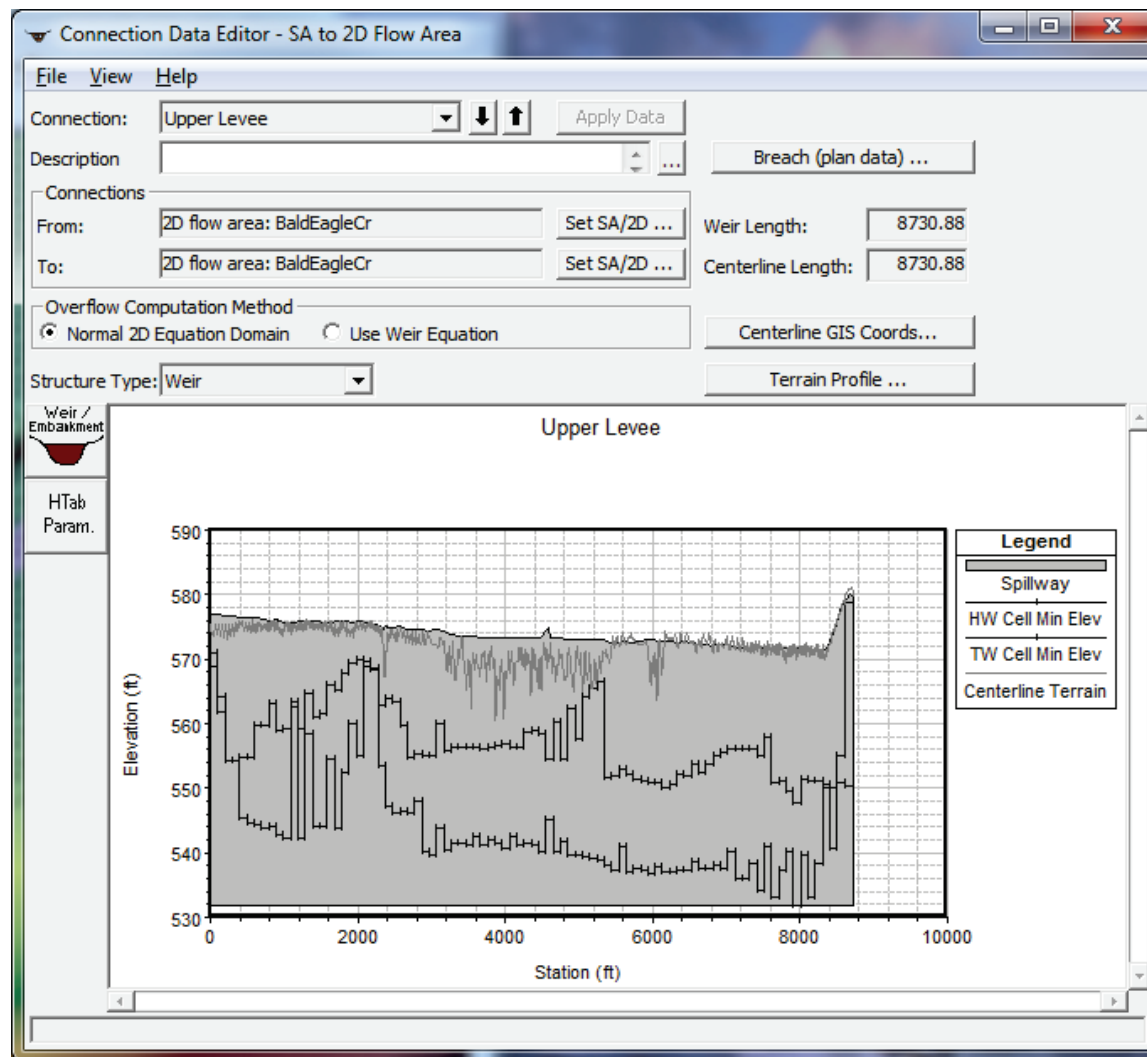 Connection Data Editor - SA to 2D Flow Area
File View Help
Connection: Upper Levee Apply Data
Description ... Breach (plan data) ...
Connections
From: 2D flow area: BaldEagleCr Set SA/2D ... Weir Length: 8730.88
To: 2D flow area: BaldEagleCr Set SA/2D ... Centerline Length: 8730.88
Overflow Computation Method
Normal 2D Equation Domain Use Weir Equation Centerline GIS Coords...
Structure Type: Weir Terrain Profile ...
Weir /
Embankment
HTab
Param.
Upper Levee
590
580
570
560
550
540
530
Elevation (ft)
0 2000 4000 6000 8000 10000
Station (ft)
Legend
Spillway
HW Cell Min Elev
TW Cell Min Elev
Centerline Terrain